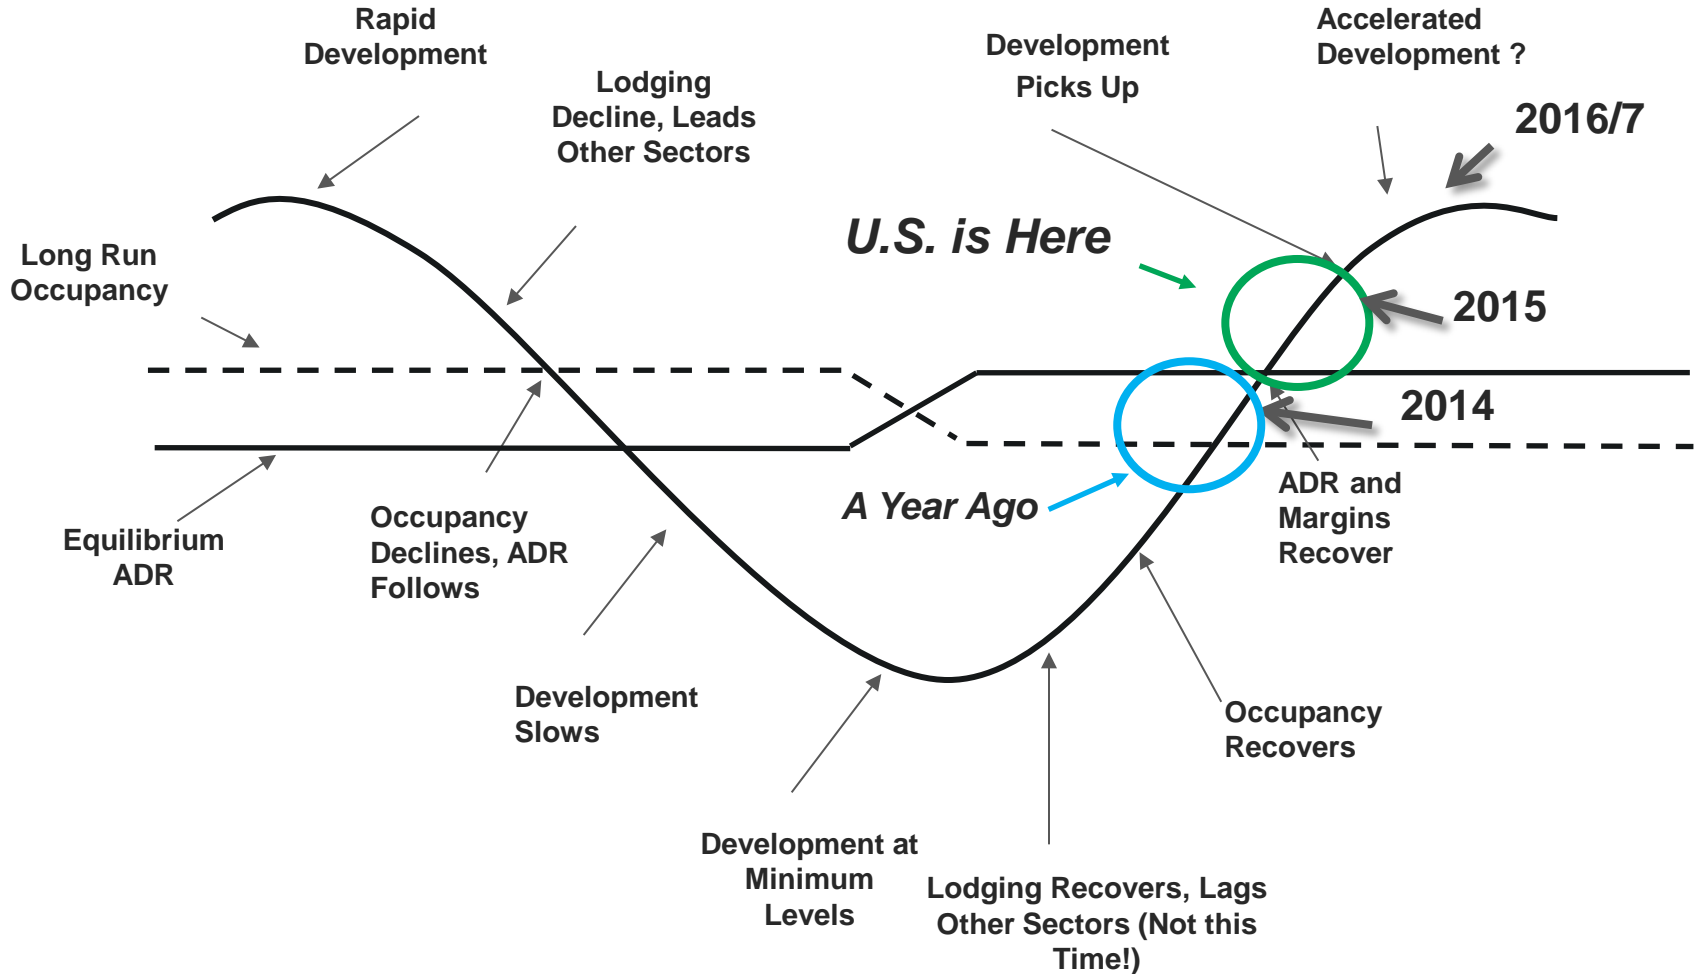 Rapid
Development
Lodging
Decline, Leads
Other Sectors
Development
Picks Up
Accelerated
Development ?
2016/7
U.S. is Here
Long Run
Occupancy
2015
2014
A Year Ago
ADR and
Margins
Recover
Equilibrium
ADR
Occupancy
Declines, ADR
Follows
Development
Slows
Occupancy
Recovers
Development at
Minimum
Levels
Lodging Recovers, Lags
Other Sectors (Not this
Time!)